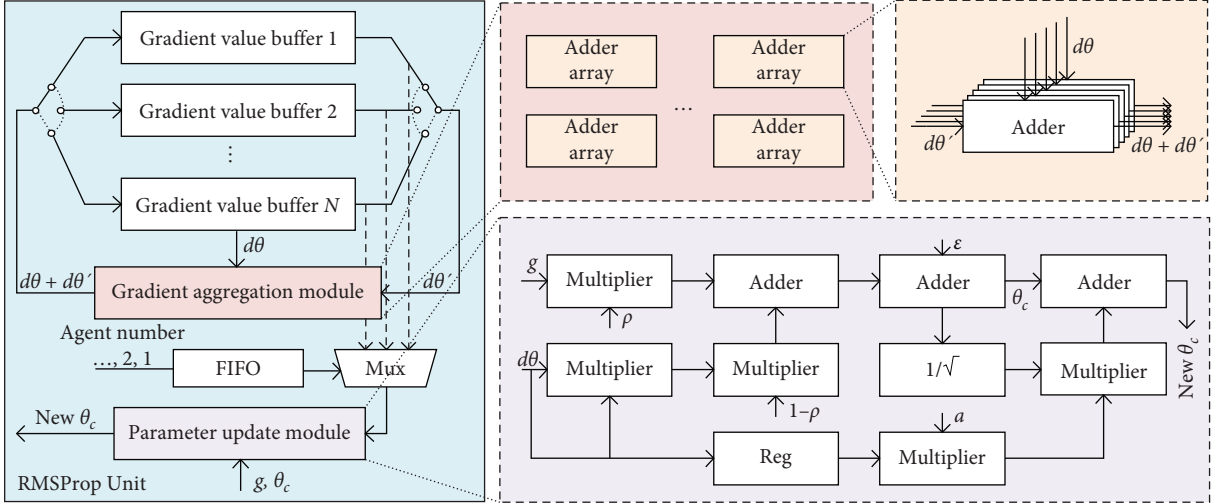 Gradient value buffer 1
Gradient value buffer 2
⋮
Gradient value buffer N
dθ
dθ + dθ′
dθ′
Gradient aggregation module
Agent number
..., 2, 1
FIFO
Mux
New θc
Parameter update module
g, θc
RMSProp Unit
Adder
array
Adder
array
...
Adder
array
Adder
array
dθ
Adder
dθ′
dθ + dθ′
g
Multiplier
ρ
Adder
ε
Adder
θc
Adder
dθ
Multiplier
Multiplier
1–ρ
1/√
Multiplier
New θc
Reg
a
Multiplier